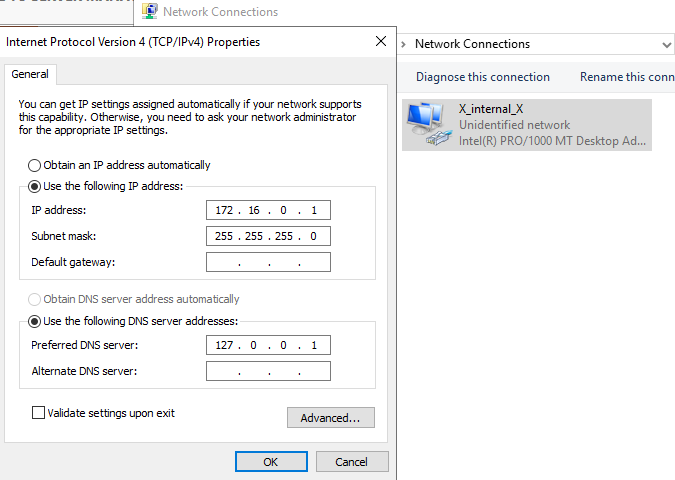 Network Connections
Internet Protocol Version 4 (TCP/IPv4) Properties
General
You can get IP settings assigned automatically if your network supports
this capability. Otherwise, you need to ask your network administrator
for the appropriate IP settings.
Obtain an IP address automatically
Use the following IP address:
IP address: 172 . 16 . 0 . 1
Subnet mask: 255 . 255 . 255 . 0
Default gateway: . . .
Obtain DNS server address automatically
Use the following DNS server addresses:
Preferred DNS server: 127 . 0 . 0 . 1
Alternate DNS server: . . .
Validate settings upon exit
Advanced...
OK Cancel
Network Connections
Diagnose this connection Rename this conn
X_internal_X
Unidentified network
Intel(R) PRO/1000 MT Desktop Ad...